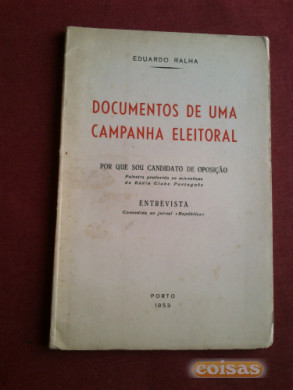 EDUARDO RALHA
DOCUMENTOS DE UMA
CAMPANHA ELEITORAL
POR QUE SOU CANDIDATO DE OPOSIÇÃO
Palestra proferida ao microfone
do Rádio Clube Português
ENTREVISTA
Concedida ao jornal «República»
PORTO
1953
coisas